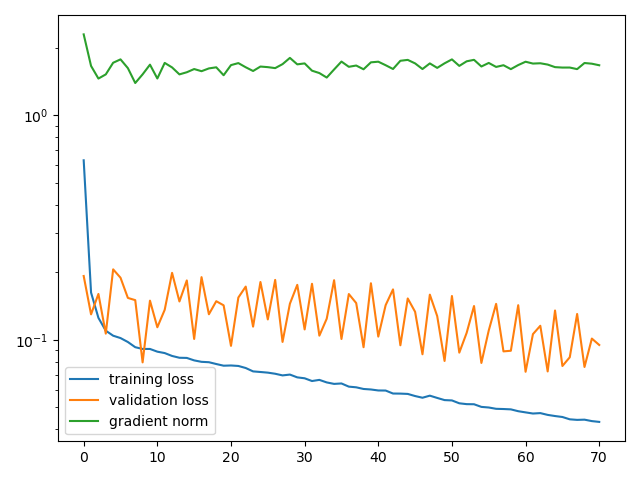 10⁰
10⁻¹
training loss
validation loss
gradient norm
0 10 20 30 40 50 60 70